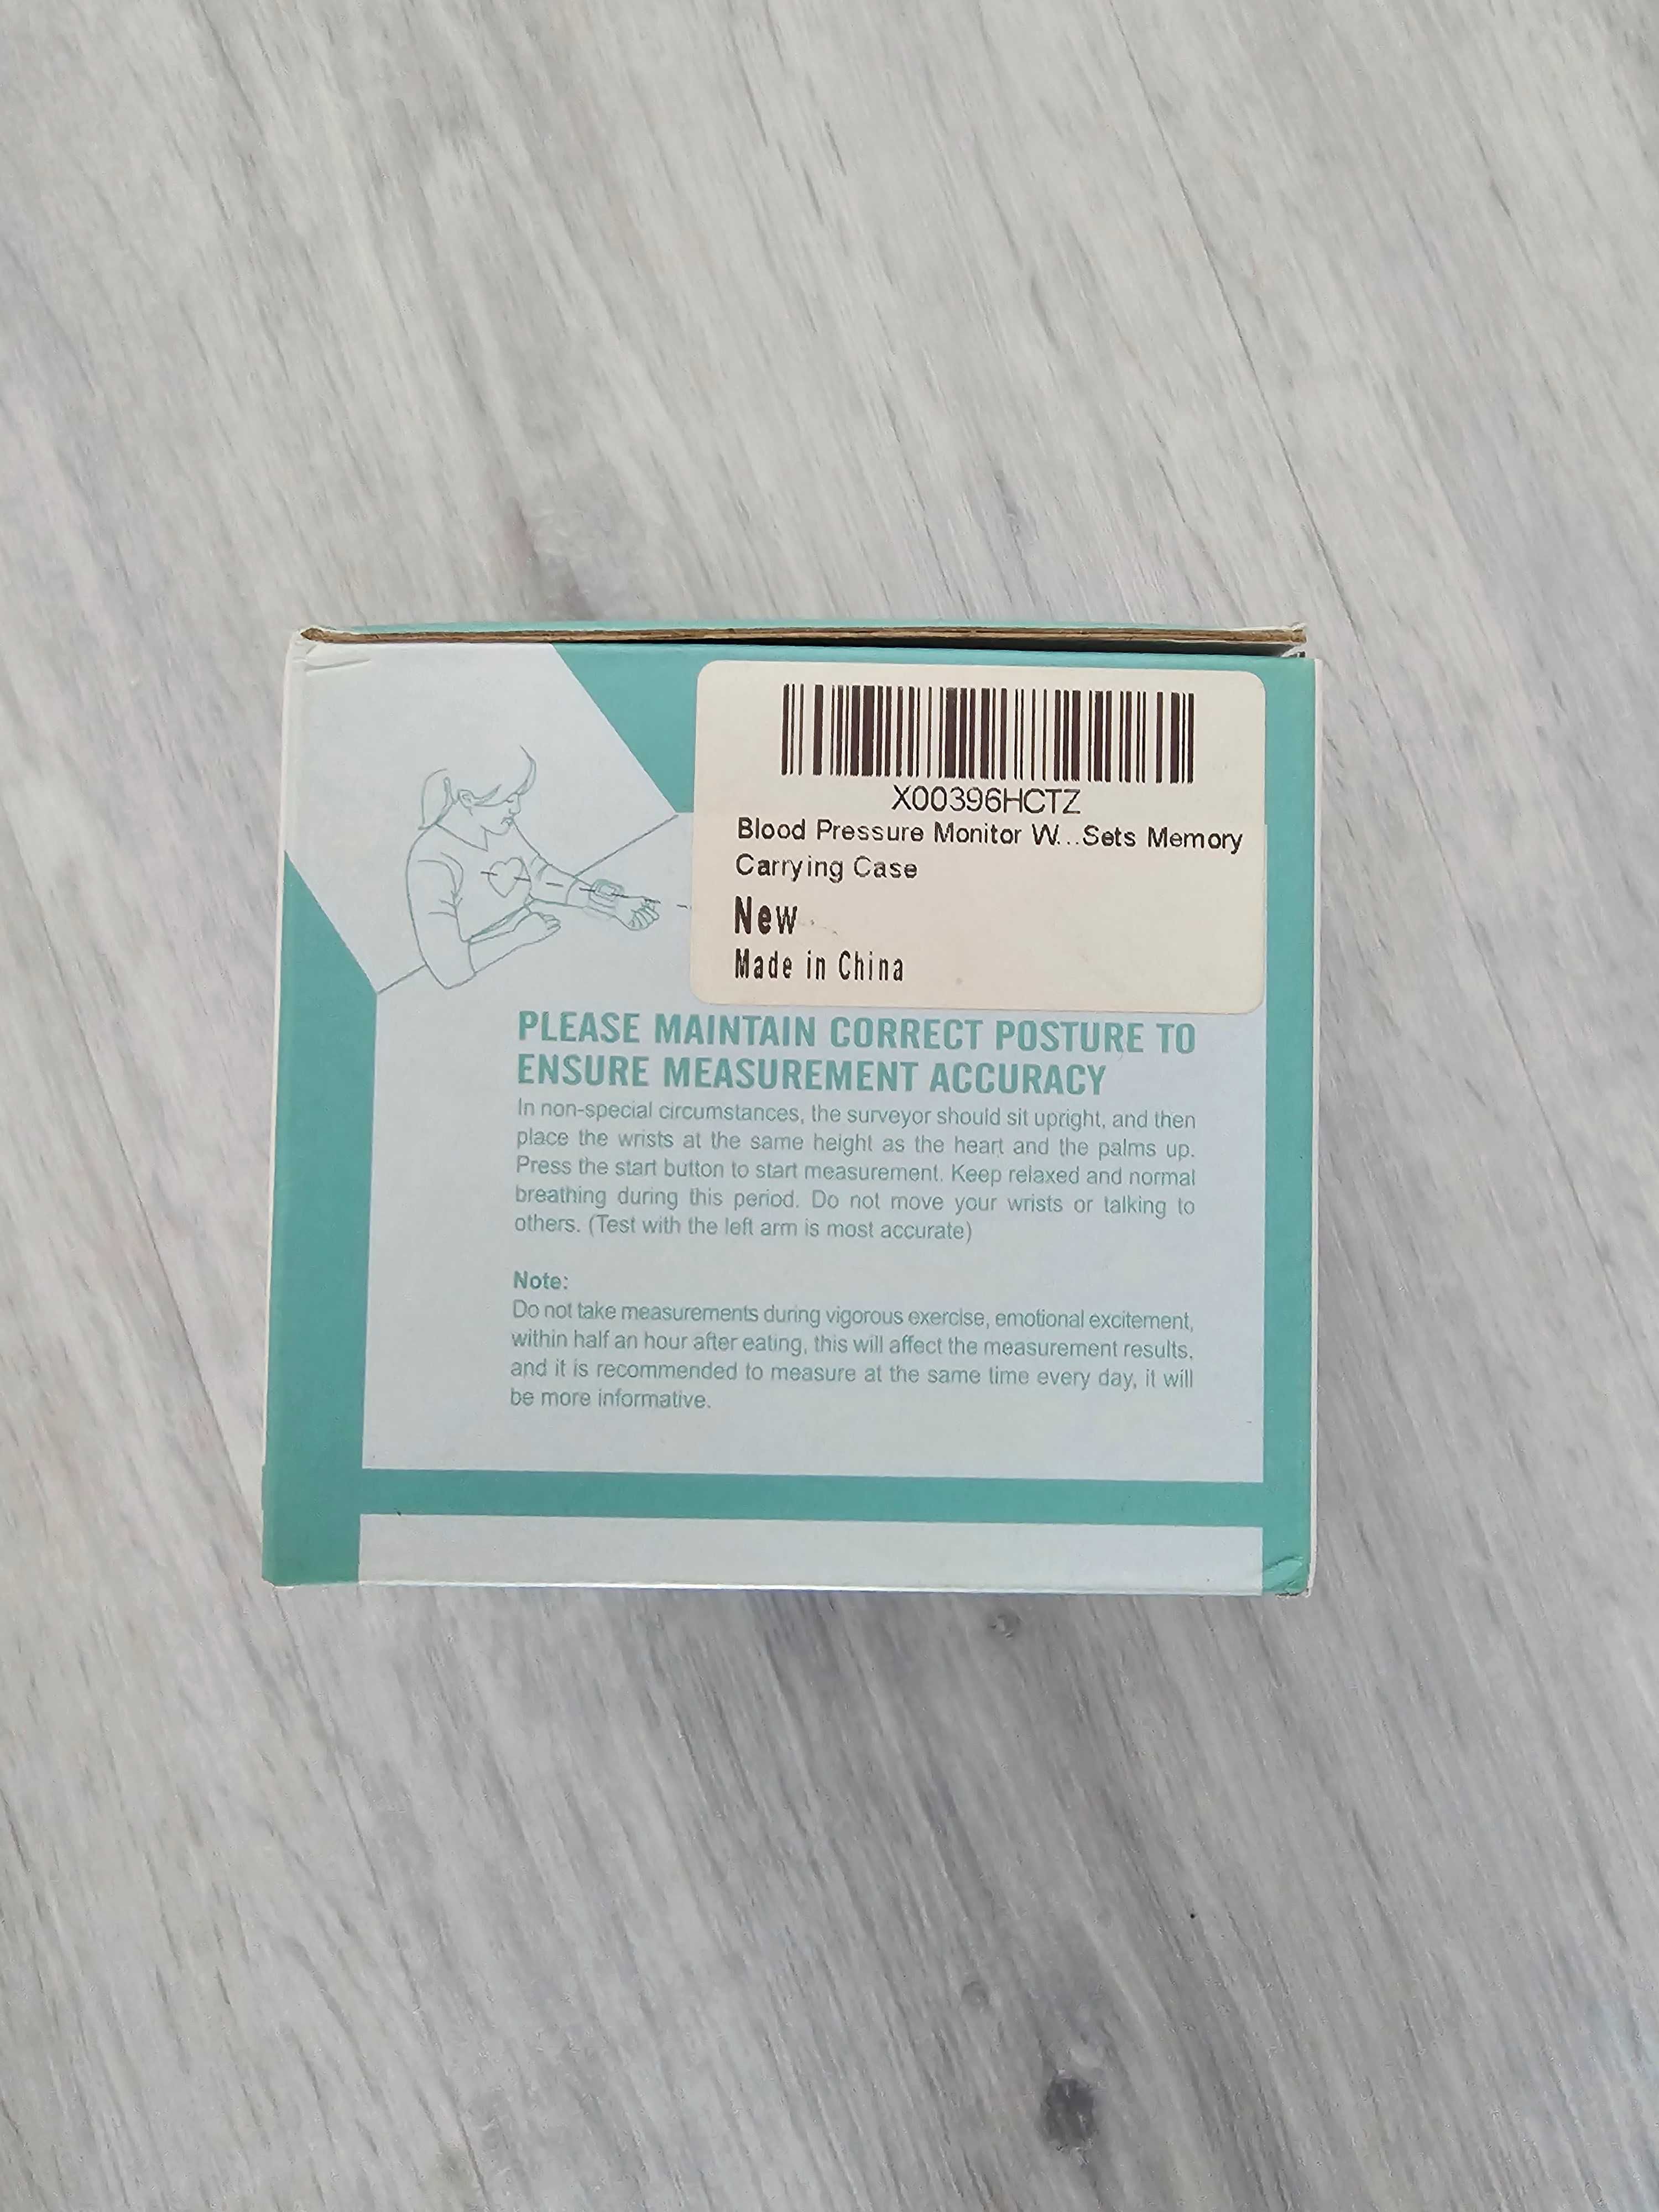 X00396HCTZ
Blood Pressure Monitor W...Sets Memory
Carrying Case
New
Made in China
PLEASE MAINTAIN CORRECT POSTURE TO
ENSURE MEASUREMENT ACCURACY
In non-special circumstances, the surveyor should sit upright, and then
place the wrists at the same height as the heart and the palms up.
Press the start button to start measurement. Keep relaxed and normal
breathing during this period. Do not move your wrists or talking to
others. (Test with the left arm is most accurate)
Note:
Do not take measurements during vigorous exercise, emotional excitement,
within half an hour after eating, this will affect the measurement results,
and it is recommended to measure at the same time every day, it will
be more informative.